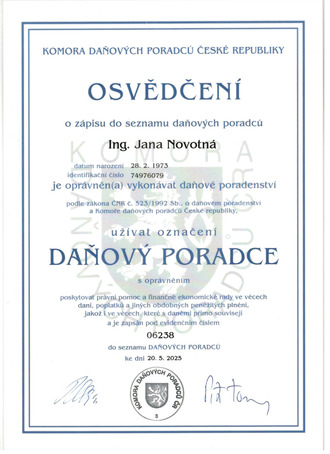 KOMORA DAŇOVÝCH PORADCŮ ČESKÉ REPUBLIKY
OSVĚDČENÍ
o zápisu do seznamu daňových poradců
Ing. Jana Novotná
datum narození 28. 2. 1973
identifikační číslo 74976079
je oprávněn(a) vykonávat daňové poradenství
podle zákona ČNR č. 523/1992 Sb., o daňovém poradenství
a Komoře daňových poradců České republiky,
užívat označení
DAŇOVÝ PORADCE
s oprávněním
poskytovat právní pomoc a finančně ekonomické rady ve věcech
daní, poplatků a jiných obdobných peněžitých plnění,
jakož i ve věcech, které s daněmi přímo souvisejí
a je zapsán pod evidenčním číslem
06238
do seznamu DAŇOVÝCH PORADCŮ
ke dni 20. 5. 2025
KOMORA DAŇOVÝCH PORADCŮ ČR